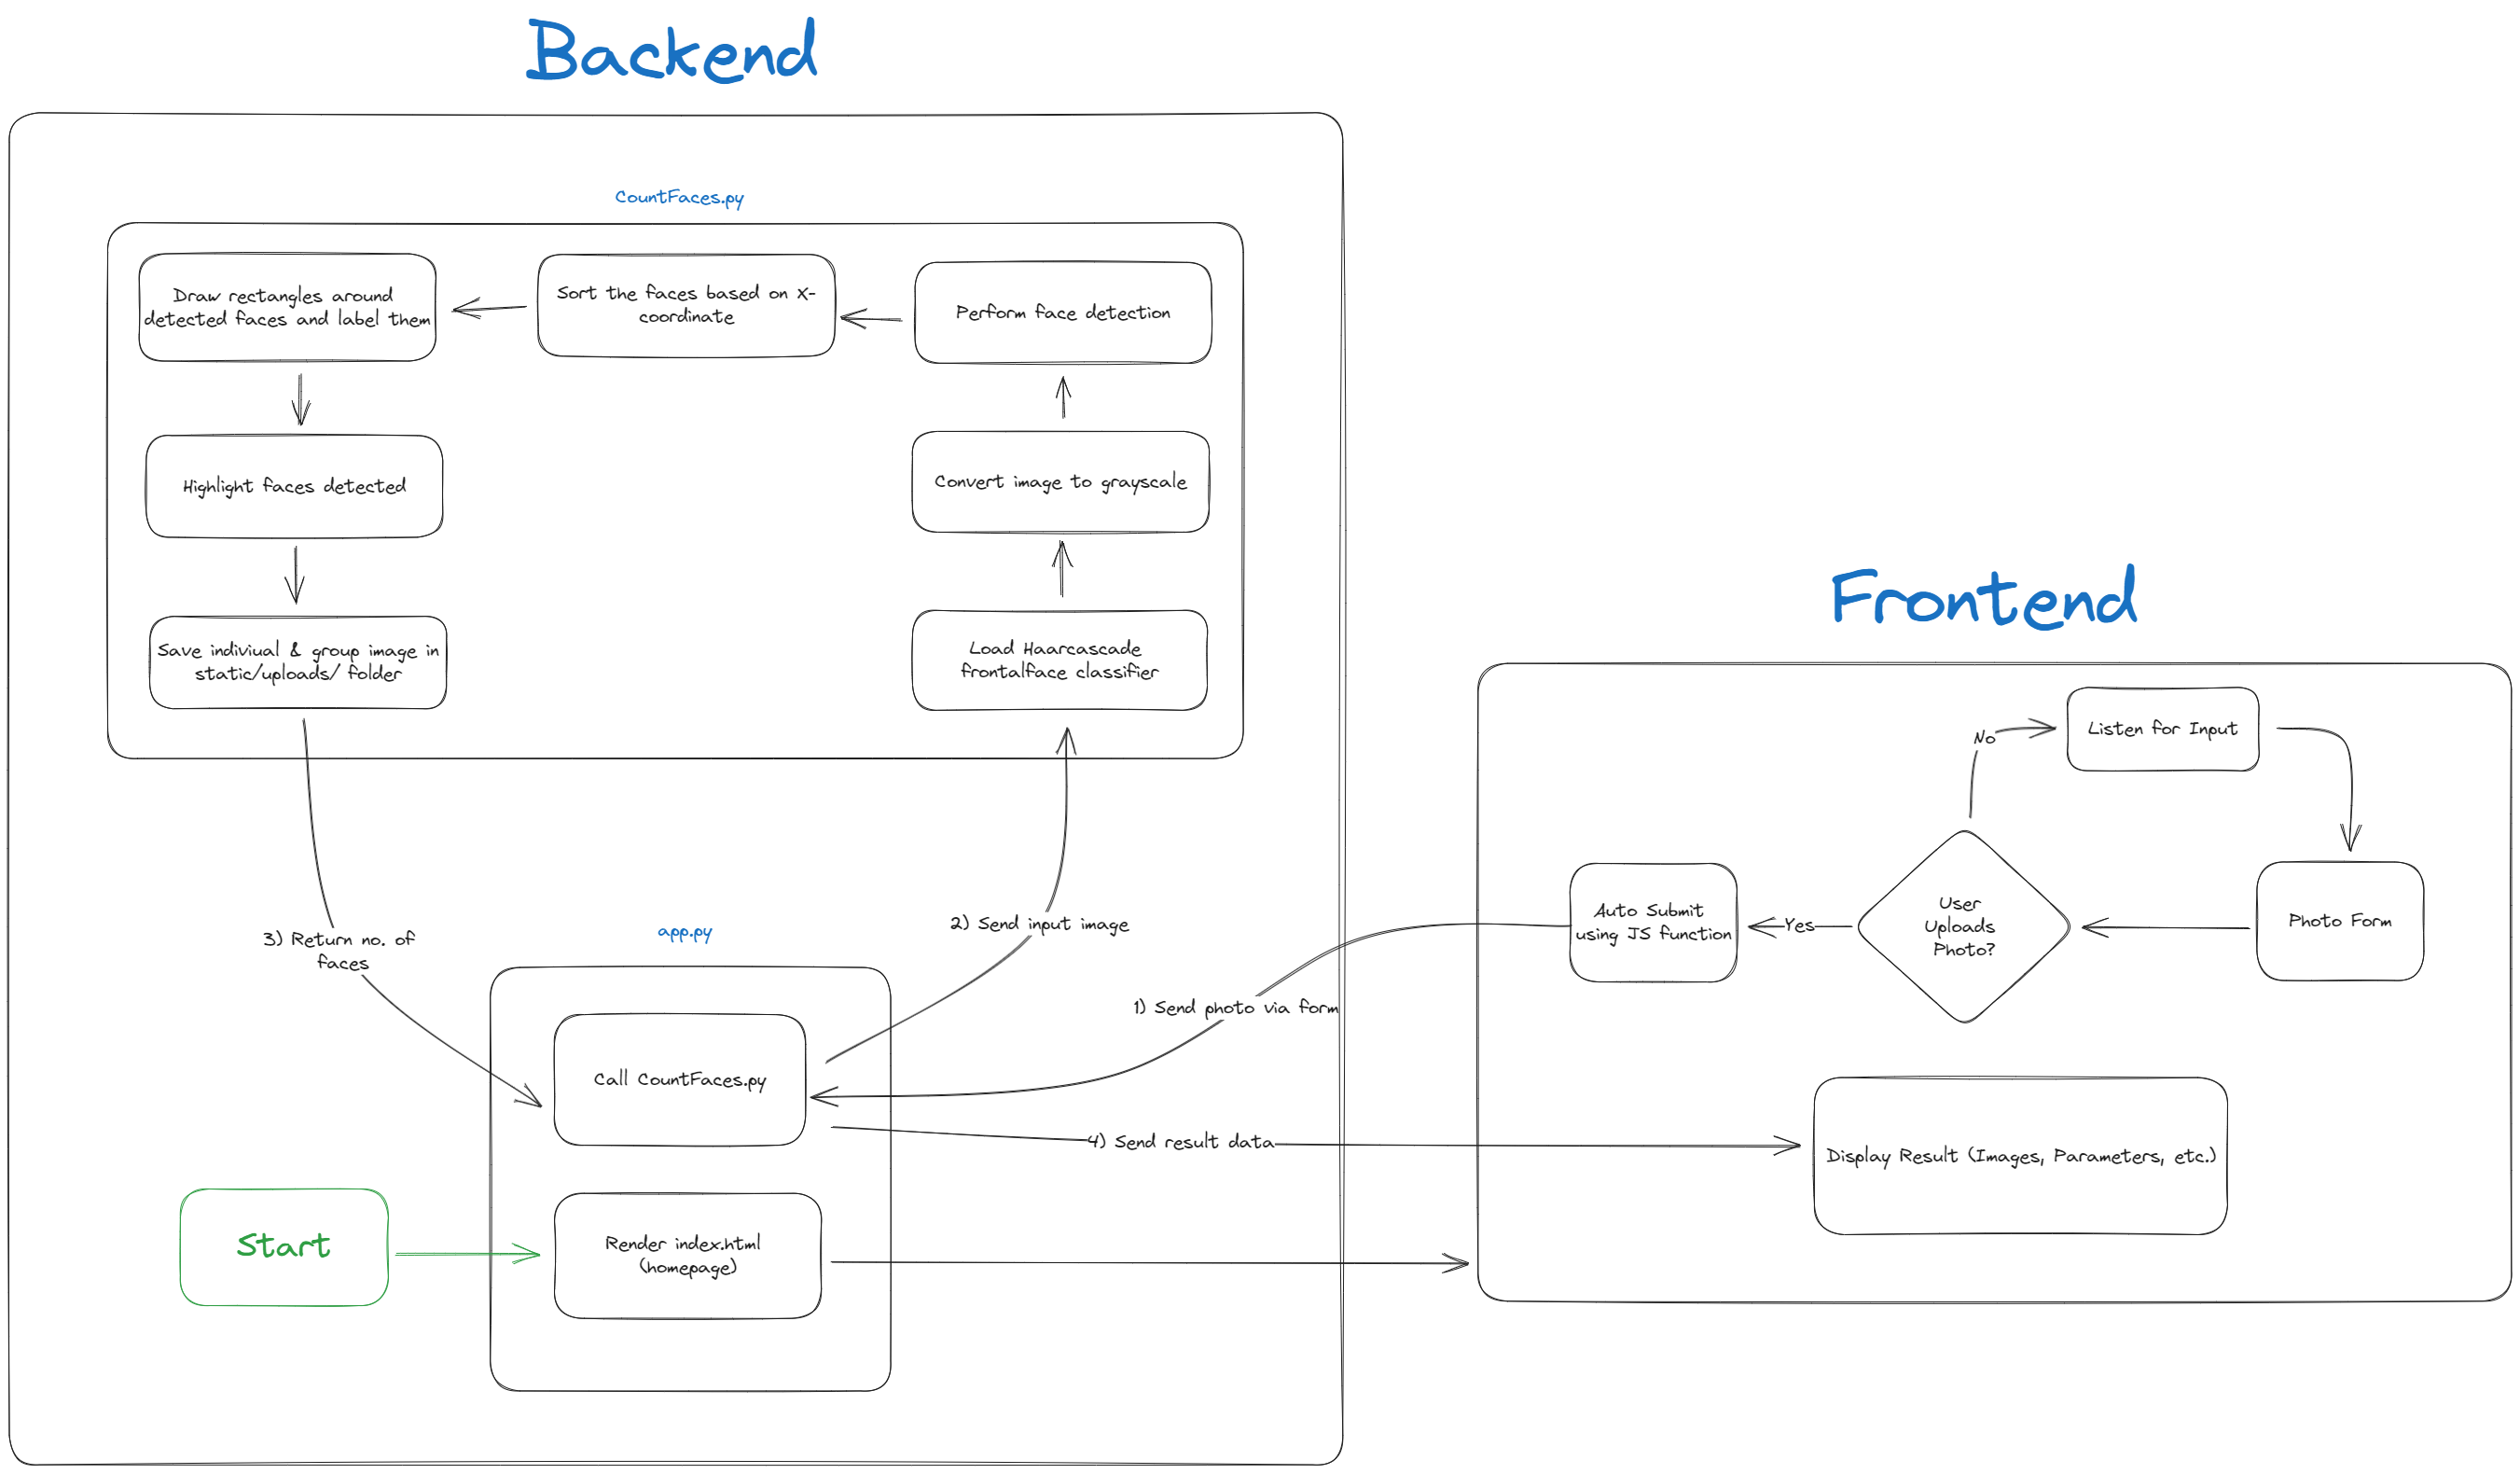 Backend
CountFaces.py
Draw rectangles around
detected faces and label them
Sort the faces based on X-
coordinate
Perform face detection
Highlight faces detected
Convert image to grayscale
Save indiviual & group image in
static/uploads/ folder
Load Haarcascade
frontalface classifier
3) Return no. of
faces
2) Send input image
app.py
Call CountFaces.py
1) Send photo via form
4) Send result data
Start
Render index.html
(homepage)
Frontend
Listen for Input
No
Auto Submit
using JS function
Yes
User
Uploads
Photo?
Photo Form
Display Result (Images, Parameters, etc.)